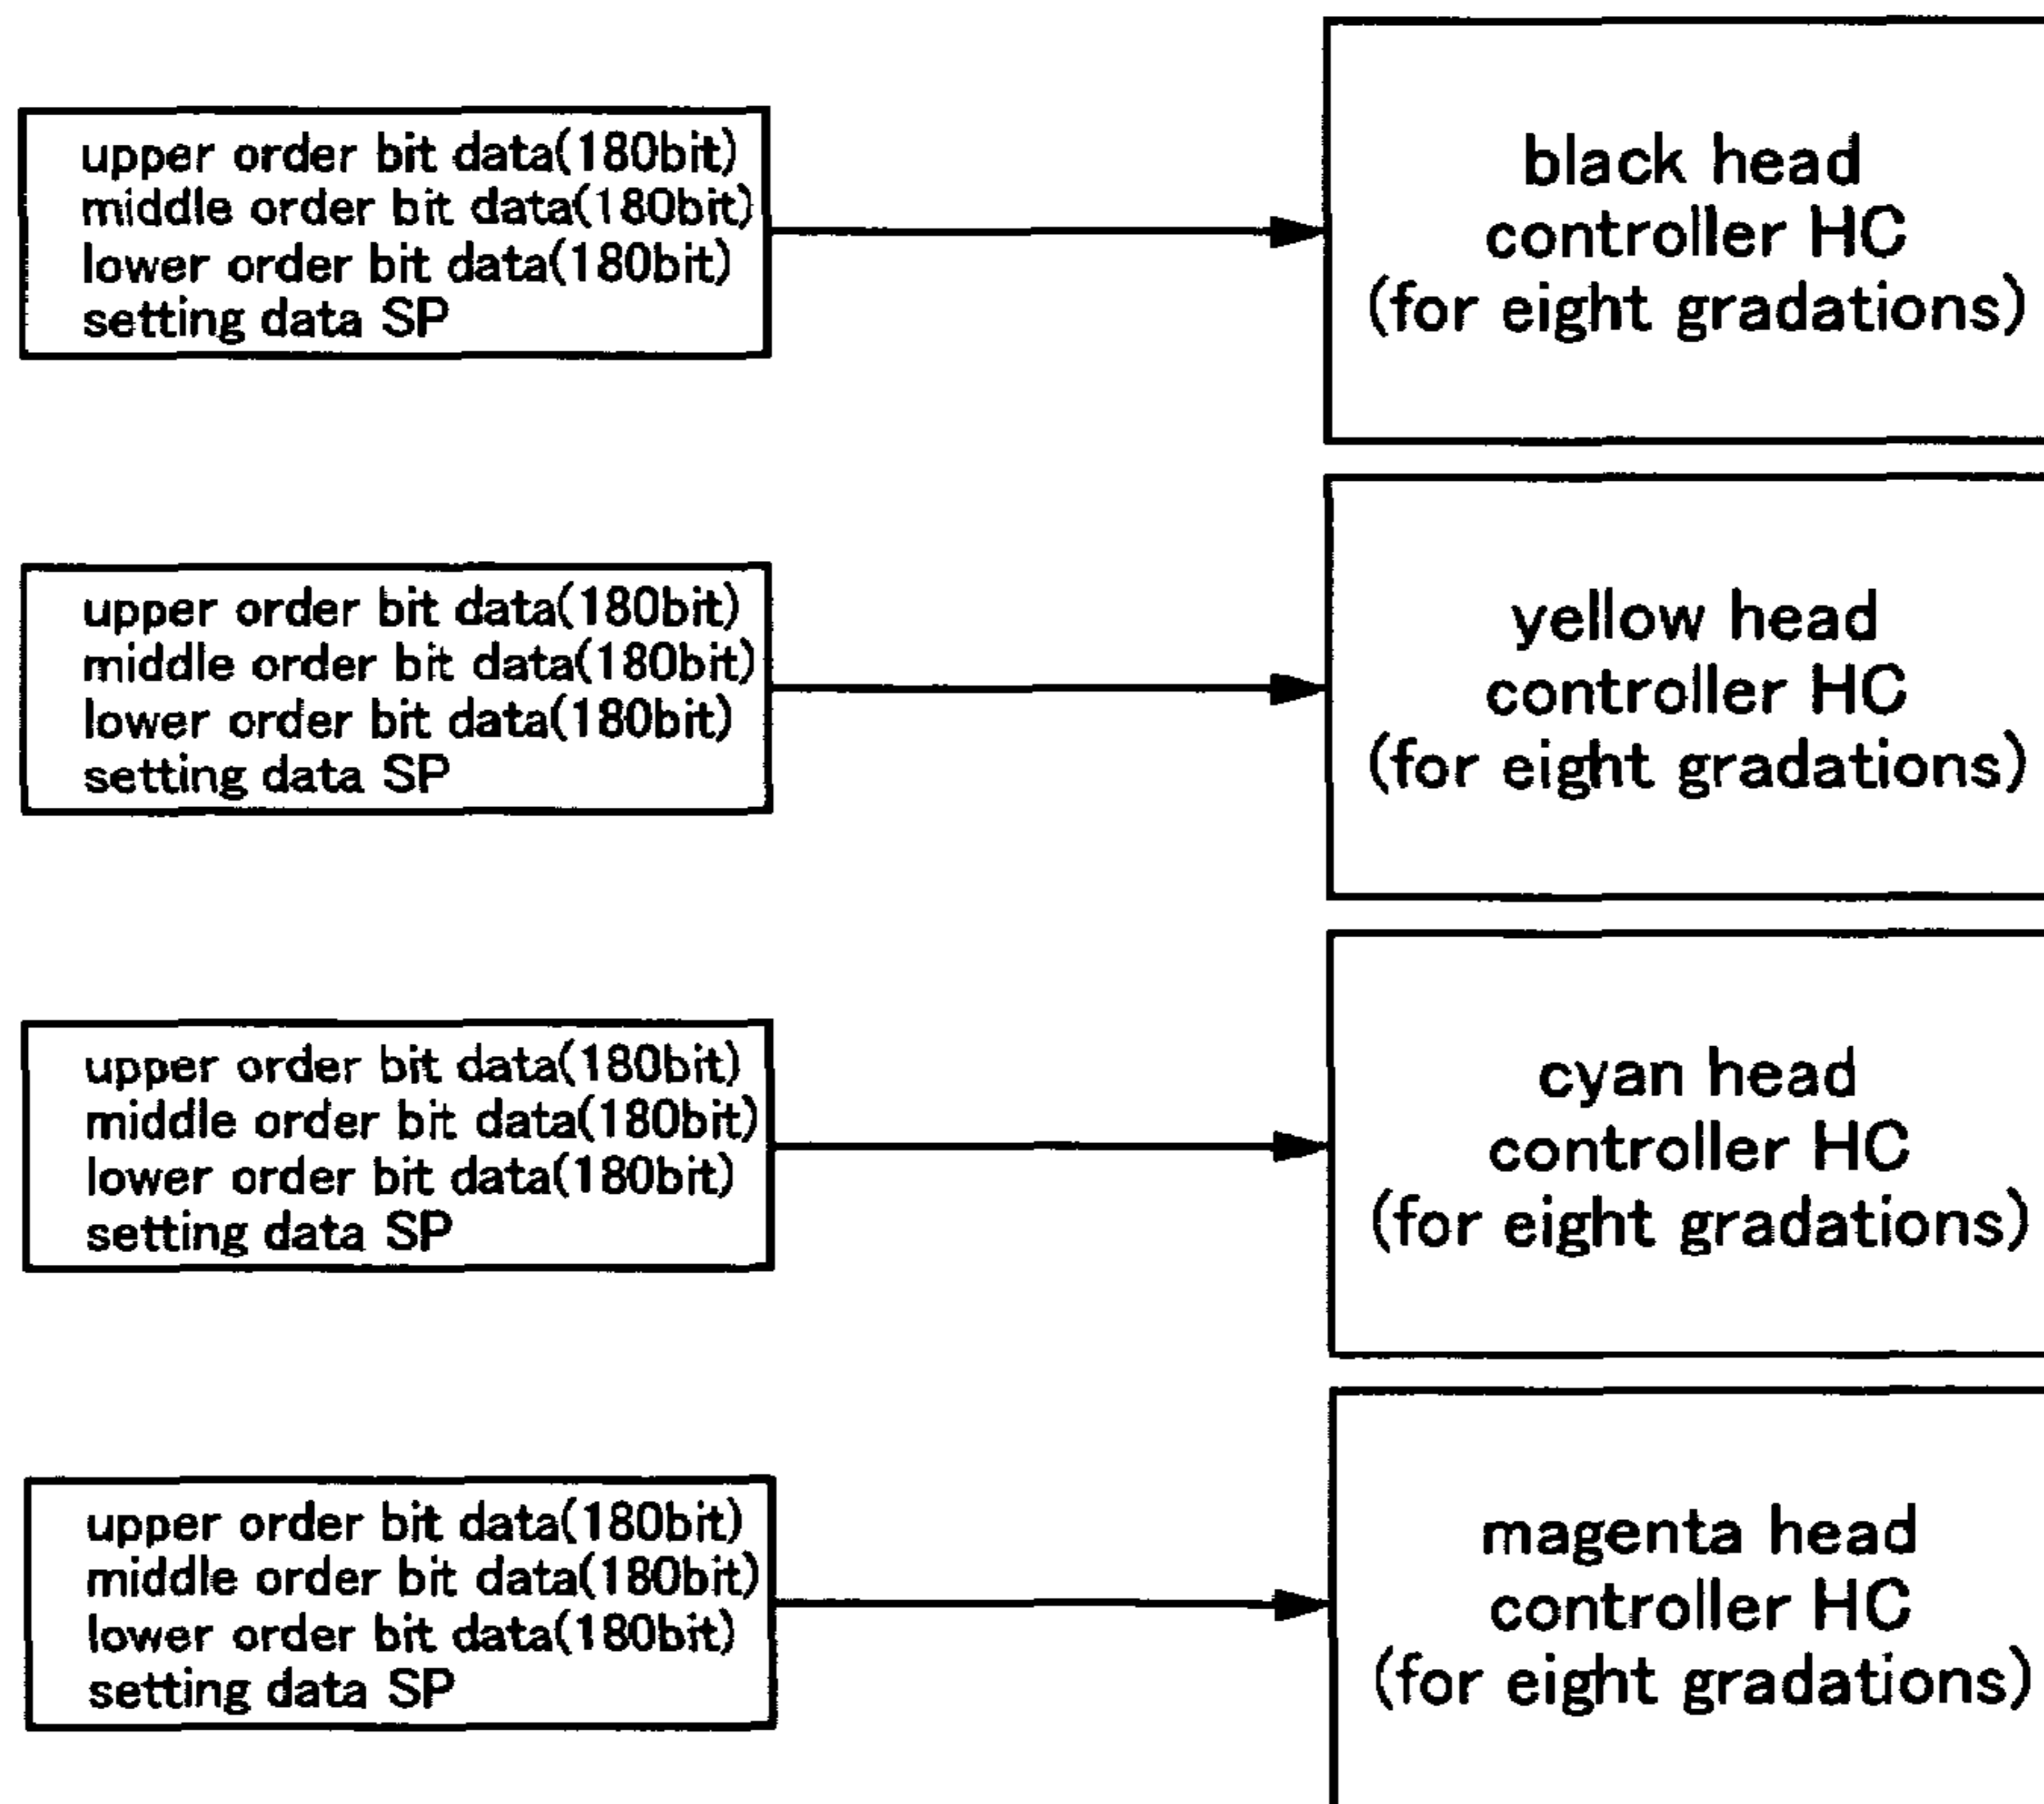 upper order bit data(180bit)
middle order bit data(180bit)
lower order bit data(180bit)
setting data SP
black head
controller HC
(for eight gradations)
upper order bit data(180bit)
middle order bit data(180bit)
lower order bit data(180bit)
setting data SP
yellow head
controller HC
(for eight gradations)
upper order bit data(180bit)
middle order bit data(180bit)
lower order bit data(180bit)
setting data SP
cyan head
controller HC
(for eight gradations)
upper order bit data(180bit)
middle order bit data(180bit)
lower order bit data(180bit)
setting data SP
magenta head
controller HC
(for eight gradations)